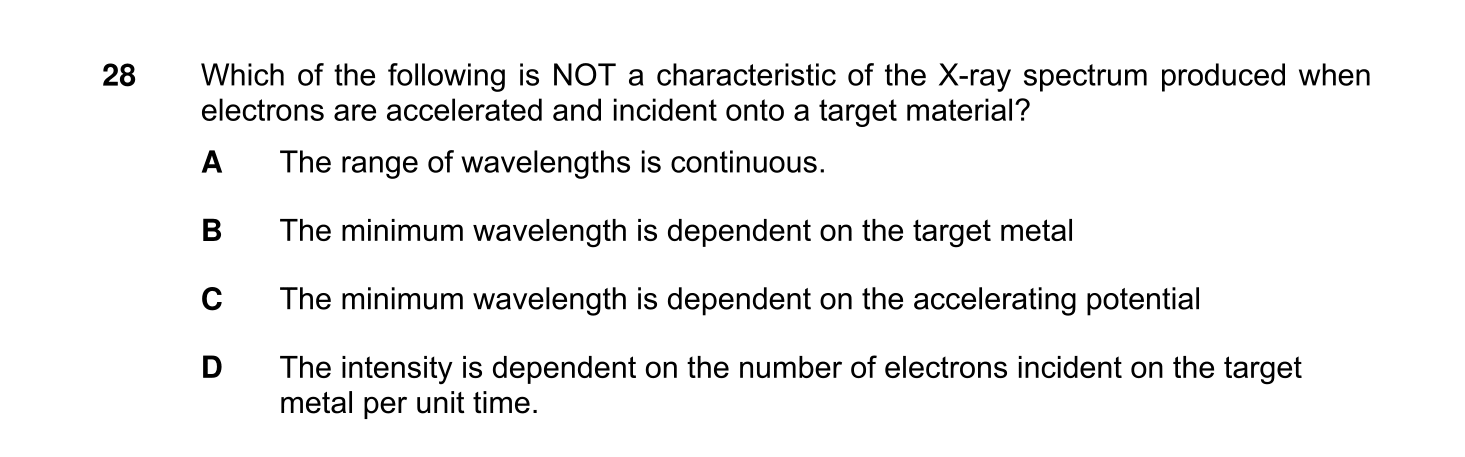 28 Which of the following is NOT a characteristic of the X-ray spectrum produced when
electrons are accelerated and incident onto a target material?
A The range of wavelengths is continuous.
B The minimum wavelength is dependent on the target metal
C The minimum wavelength is dependent on the accelerating potential
D The intensity is dependent on the number of electrons incident on the target
metal per unit time.